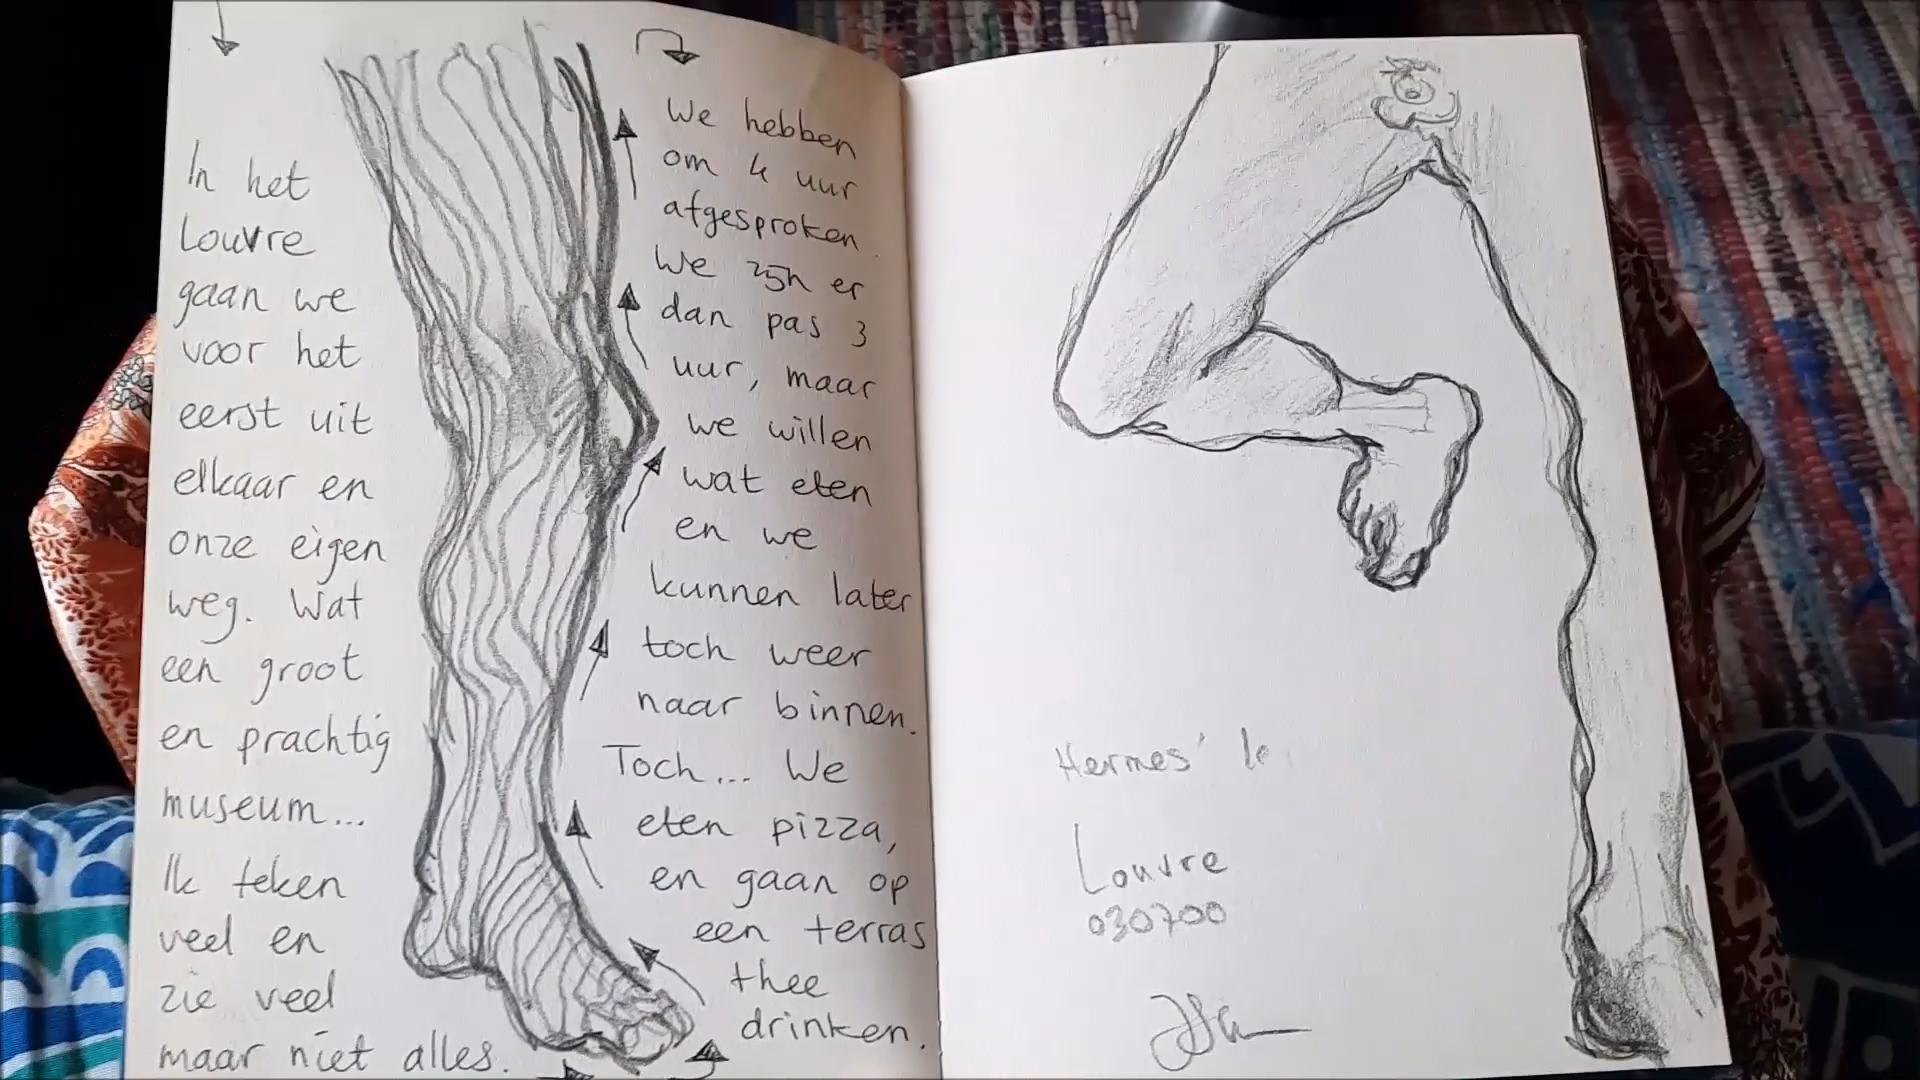 In het
Louvre
gaan we
voor het
eerst uit
elkaar en
onze eigen
weg. Wat
een groot
en prachtig
museum...
Ik teken
veel en
zie veel
maar niet alles.
We hebben
om 4 uur
afgesproken.
We zijn er
dan pas 3
uur, maar
we willen
wat eten
en we
kunnen later
toch weer
naar binnen.
Toch... We
eten pizza,
en gaan op
een terras
thee
drinken.
Hermes'
Louvre
030700